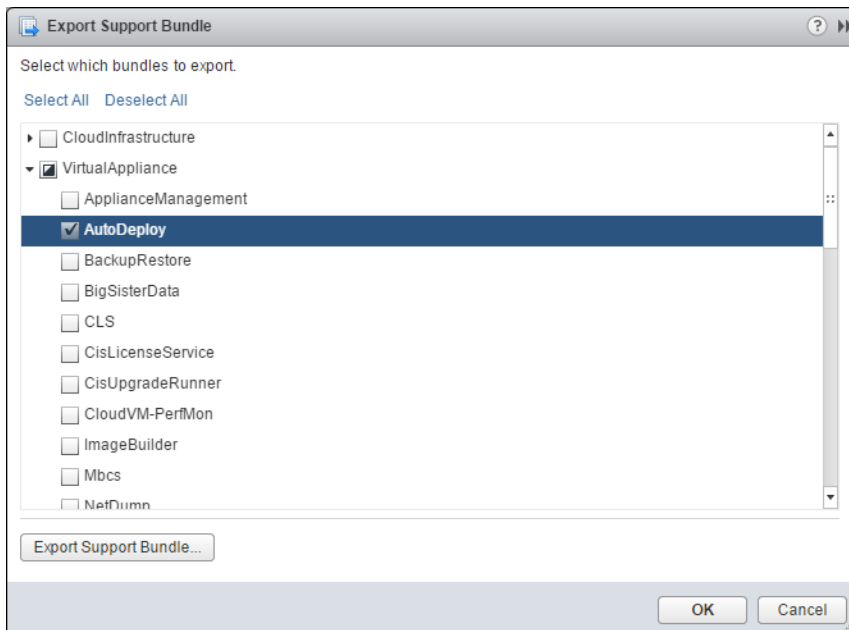 Export Support Bundle
Select which bundles to export.
Select All Deselect All
CloudInfrastructure
VirtualAppliance
ApplianceManagement
AutoDeploy
BackupRestore
BigSisterData
CLS
CisLicenseService
CisUpgradeRunner
CloudVM-PerfMon
ImageBuilder
Mbcs
NetDump
Export Support Bundle...
OK Cancel